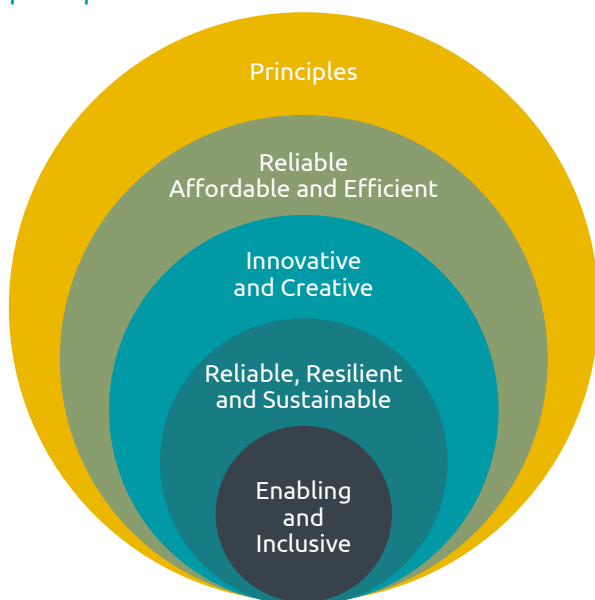 Principles
Reliable
Affordable and Efficient
Innovative
and Creative
Reliable, Resilient
and Sustainable
Enabling
and
Inclusive